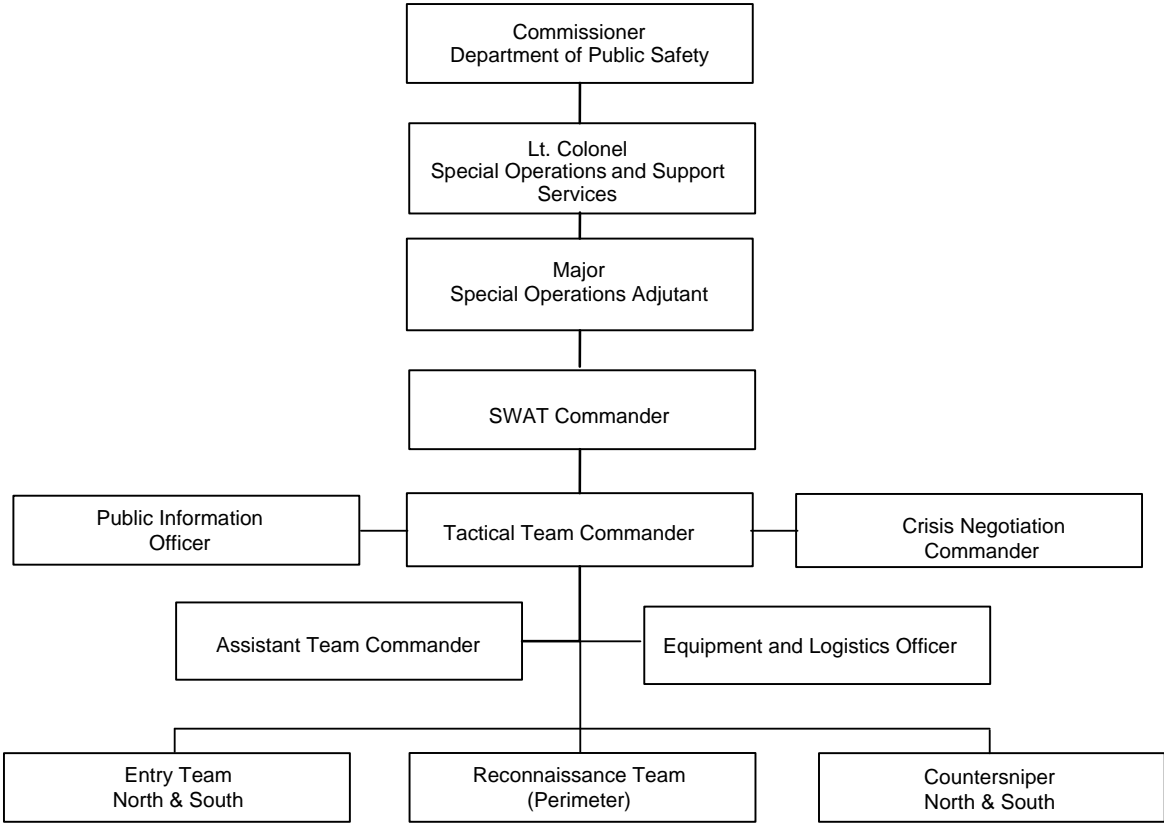 Commissioner
Department of Public Safety
Lt. Colonel
Special Operations and Support
Services
Major
Special Operations Adjutant
SWAT Commander
Public Information
Officer
Tactical Team Commander
Crisis Negotiation
Commander
Assistant Team Commander
Equipment and Logistics Officer
Entry Team
North & South
Reconnaissance Team
(Perimeter)
Countersniper
North & South